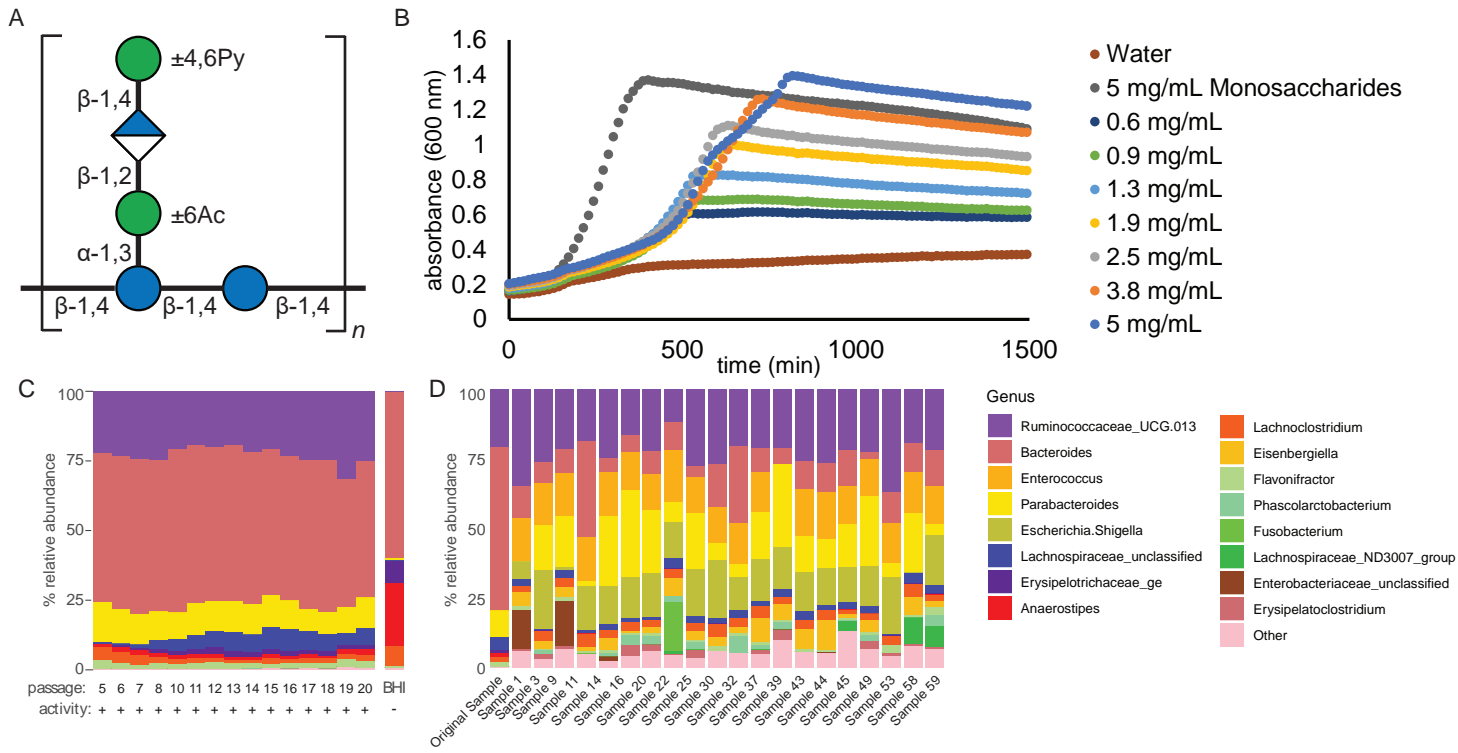 A
±4,6Py
β-1,4
β-1,2
±6Ac
α-1,3
β-1,4
β-1,4
β-1,4
n
B
absorbance (600 nm)
1.6
1.4
1.2
1
0.8
0.6
0.4
0.2
0
0
500
1000
1500
time (min)
Water
5 mg/mL Monosaccharides
0.6 mg/mL
0.9 mg/mL
1.3 mg/mL
1.9 mg/mL
2.5 mg/mL
3.8 mg/mL
5 mg/mL
C
% relative abundance
100
75
50
25
0
passage: 5 6 7 8 10 11 12 13 14 15 16 17 18 19 20 BHI
activity: + + + + + + + + + + + + + + + -
D
% relative abundance
100
75
50
25
0
Original Sample
Sample 1
Sample 3
Sample 9
Sample 11
Sample 14
Sample 16
Sample 20
Sample 22
Sample 25
Sample 30
Sample 32
Sample 37
Sample 39
Sample 43
Sample 44
Sample 45
Sample 49
Sample 53
Sample 58
Sample 59
Genus
Ruminococcaceae_UCG.013
Bacteroides
Enterococcus
Parabacteroides
Escherichia.Shigella
Lachnospiraceae_unclassified
Erysipelotrichaceae_ge
Anaerostipes
Lachnoclostridium
Eisenbergiella
Flavonifractor
Phascolarctobacterium
Fusobacterium
Lachnospiraceae_ND3007_group
Enterobacteriaceae_unclassified
Erysipelatoclostridium
Other